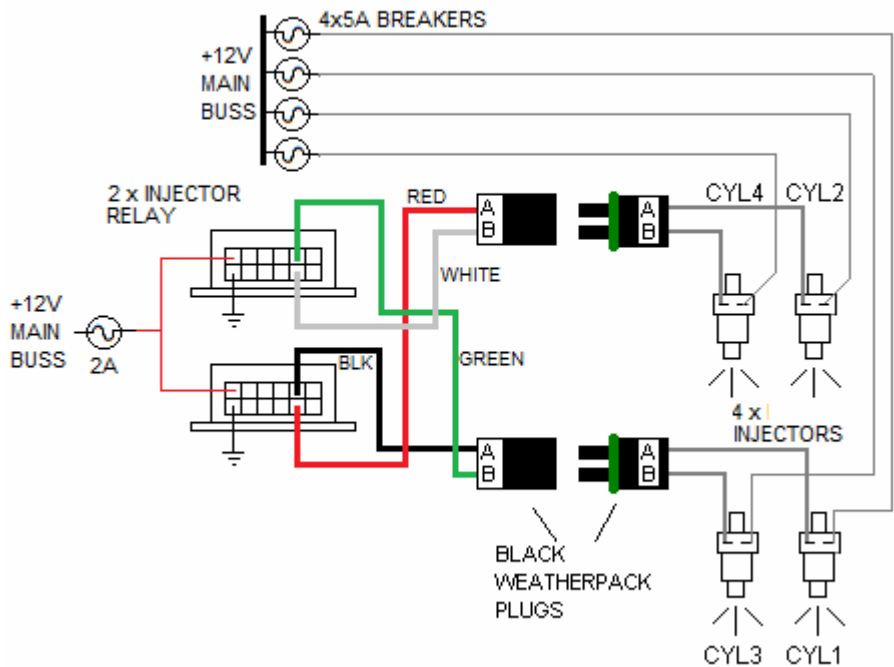 4x5A BREAKERS
+12V
MAIN
BUSS
2 x INJECTOR
RELAY
RED
A
B
A
B
CYL4
CYL2
WHITE
+12V
MAIN
BUSS
2A
BLK
GREEN
4 x
INJECTORS
A
B
A
B
BLACK
WEATHERPACK
PLUGS
CYL3
CYL1